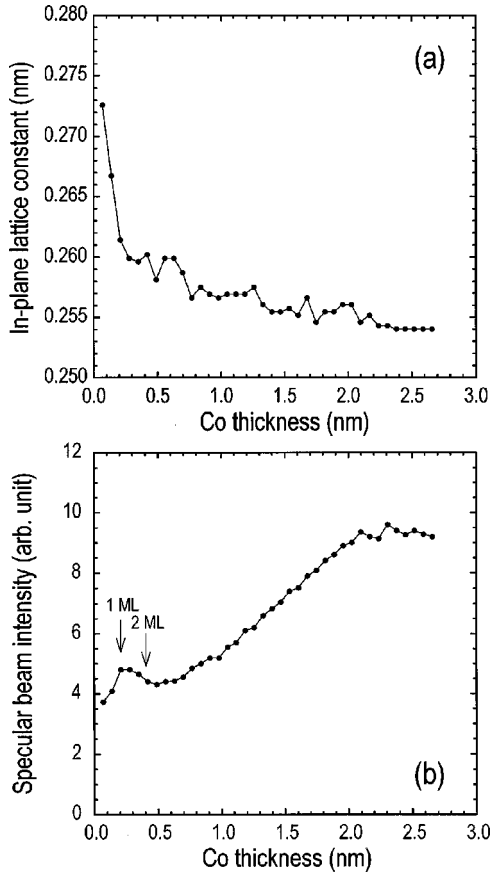 0.280
(a)
0.275
0.270
0.265
0.260
0.255
0.250
In-plane lattice constant (nm)
0.0 0.5 1.0 1.5 2.0 2.5 3.0
Co thickness (nm)
12
10
8
6
4
2
0
Specular beam intensity (arb. unit)
1 ML
2 ML
(b)
0.0 0.5 1.0 1.5 2.0 2.5 3.0
Co thickness (nm)